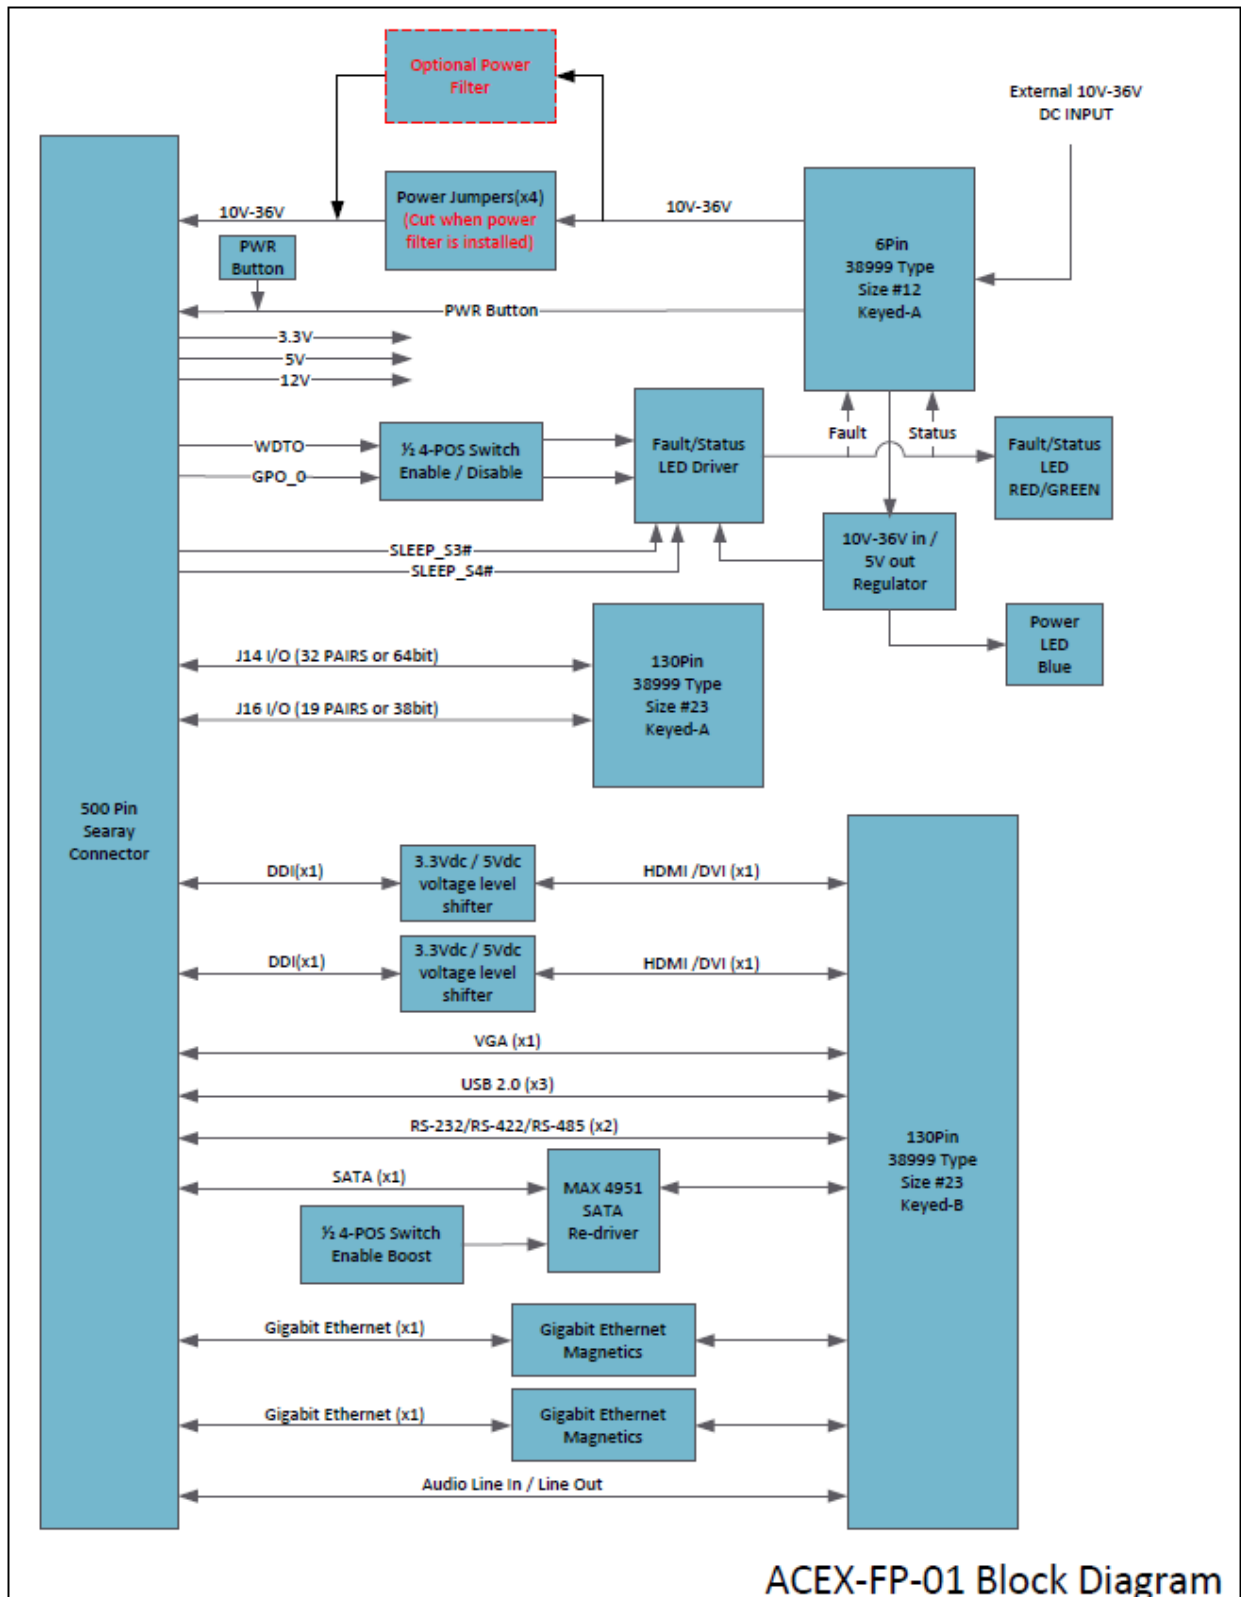 Optional Power
Filter
External 10V-36V
DC INPUT
Power Jumpers(x4)
(Cut when power
filter is installed)
10V-36V
10V-36V
PWR
Button
6Pin
38999 Type
Size #12
Keyed-A
PWR Button
3.3V
5V
12V
WDTO
GPO_0
½ 4-POS Switch
Enable / Disable
Fault/Status
LED Driver
Fault
Status
Fault/Status
LED
RED/GREEN
10V-36V in /
5V out
Regulator
SLEEP_S3#
SLEEP_S4#
Power
LED
Blue
J14 I/O (32 PAIRS or 64bit)
J16 I/O (19 PAIRS or 38bit)
130Pin
38999 Type
Size #23
Keyed-A
500 Pin
Searay
Connector
DDI(x1)
3.3Vdc / 5Vdc
voltage level
shifter
HDMI /DVI (x1)
DDI(x1)
3.3Vdc / 5Vdc
voltage level
shifter
HDMI /DVI (x1)
VGA (x1)
USB 2.0 (x3)
RS-232/RS-422/RS-485 (x2)
130Pin
38999 Type
Size #23
Keyed-B
SATA (x1)
MAX 4951
SATA
Re-driver
½ 4-POS Switch
Enable Boost
Gigabit Ethernet (x1)
Gigabit Ethernet
Magnetics
Gigabit Ethernet (x1)
Gigabit Ethernet
Magnetics
Audio Line In / Line Out
ACEX-FP-01 Block Diagram